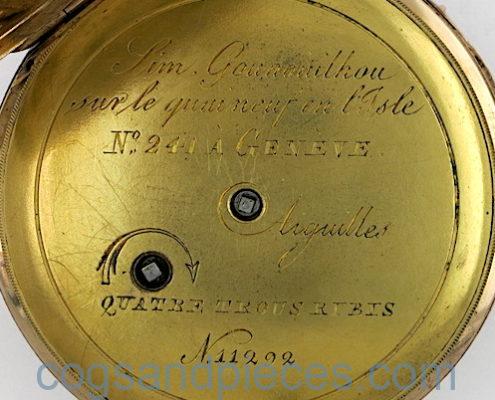 Sim. Gounouilhou
sur le quai neuf en l'Isle
No. 241 À GENEVE
Aiguilles
QUATRE TROUS RUBIS
N. 11292
cogsandpieces.com